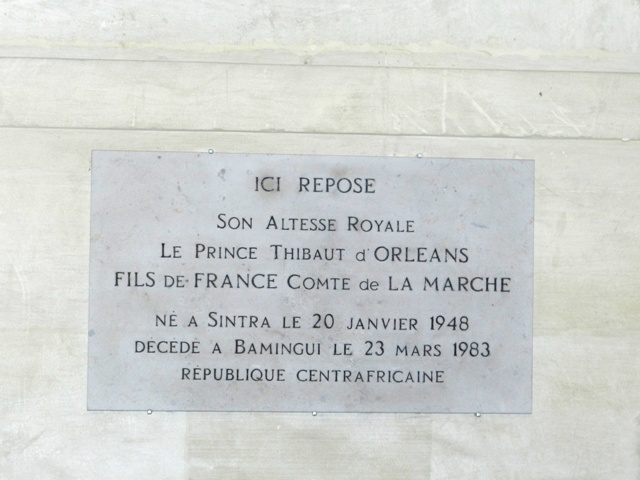 ICI REPOSE
SON ALTESSE ROYALE
LE PRINCE THIBAUT d'ORLEANS
FILS DE FRANCE COMTE de LA MARCHE
NÉ A SINTRA LE 20 JANVIER 1948
DÉCÉDÉ A BAMINGUI LE 23 MARS 1983
RÉPUBLIQUE CENTRAFRICAINE